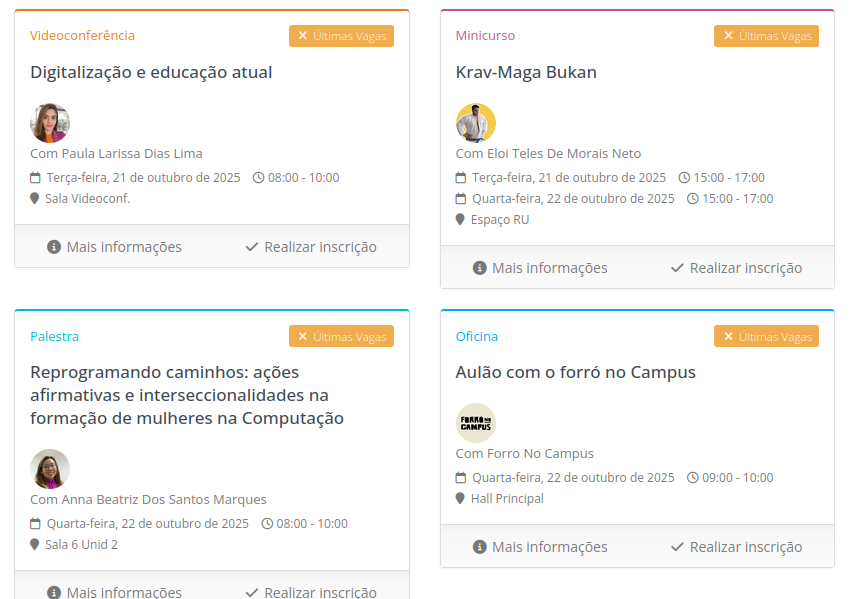 Videoconferência
Últimas Vagas
Digitalização e educação atual
Com Paula Larissa Dias Lima
Terça-feira, 21 de outubro de 2025 08:00 - 10:00
Sala Videoconf.
Mais informações Realizar inscrição
Minicurso
Últimas Vagas
Krav-Maga Bukan
Com Eloi Teles De Morais Neto
Terça-feira, 21 de outubro de 2025 15:00 - 17:00
Quarta-feira, 22 de outubro de 2025 15:00 - 17:00
Espaço RU
Mais informações Realizar inscrição
Palestra
Últimas Vagas
Reprogramando caminhos: ações
afirmativas e interseccionalidades na
formação de mulheres na Computação
Com Anna Beatriz Dos Santos Marques
Quarta-feira, 22 de outubro de 2025 08:00 - 10:00
Sala 6 Unid 2
Mais informações Realizar inscrição
Oficina
Últimas Vagas
Aulão com o forró no Campus
FORRÓ NO
CAMPUS
Com Forro No Campus
Quarta-feira, 22 de outubro de 2025 09:00 - 10:00
Hall Principal
Mais informações Realizar inscrição